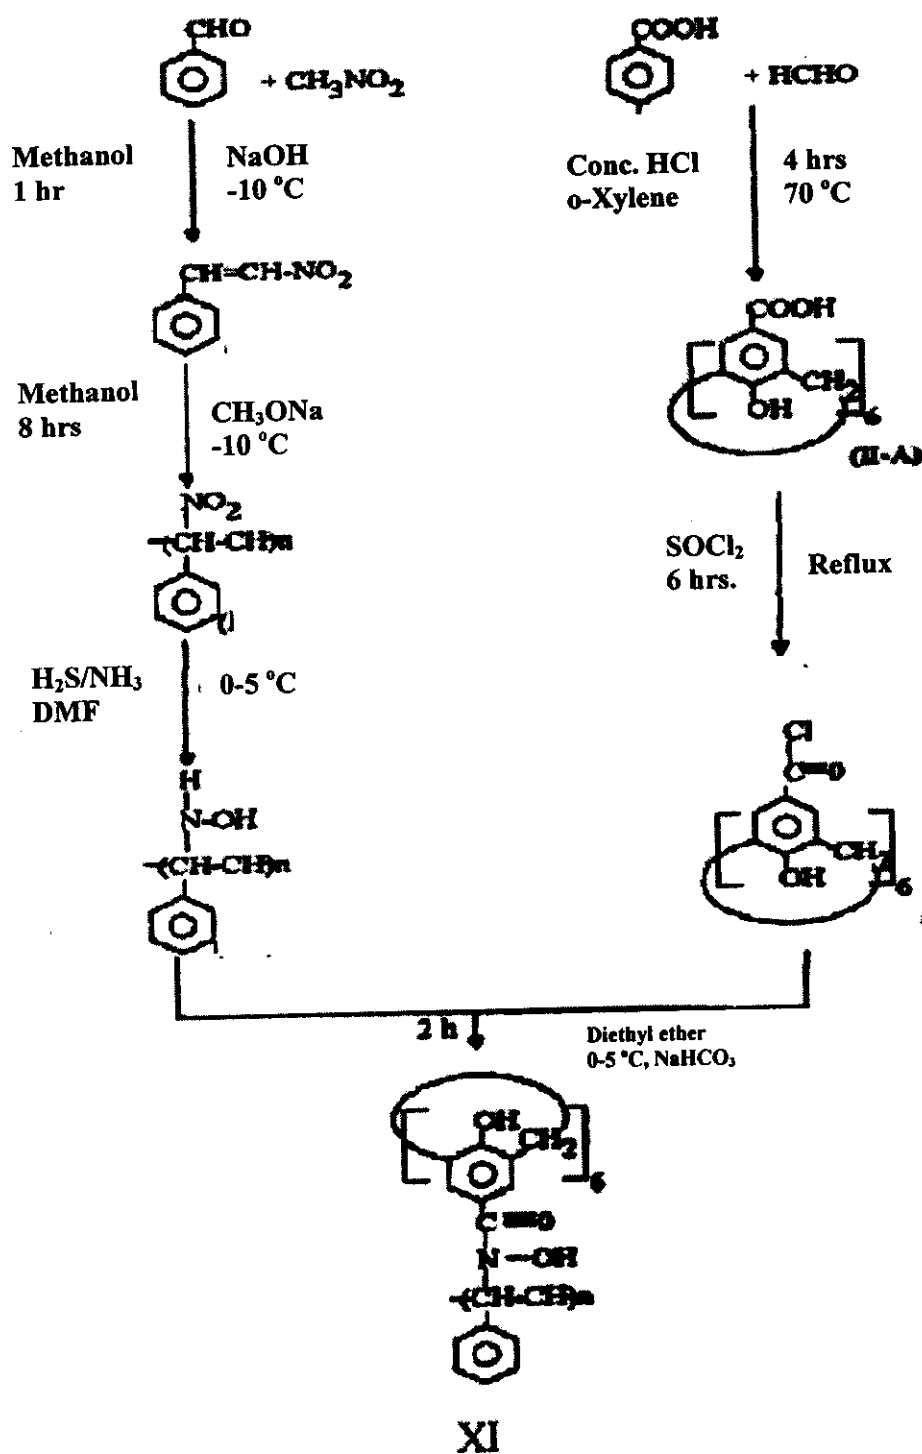 CHO
+ CH₃NO₂
Methanol
1 hr
NaOH
-10 °C
CH=CH-NO₂
Methanol
8 hrs
CH₃ONa
-10 °C
NO₂
-(CH-CH)n
H₂S/NH₃
DMF
0-5 °C
H
N-OH
-(CH-CH)n
COOH
+ HCHO
Conc. HCl
o-Xylene
4 hrs
70 °C
COOH
CH₂
OH
6
(II-A)
SOCl₂
6 hrs.
Reflux
Cl
C=O
CH₂
OH
6
2 h
Diethyl ether
0-5 °C, NaHCO₃
OH
CH₂
6
C=O
N-OH
-(CH-CH)n
XI